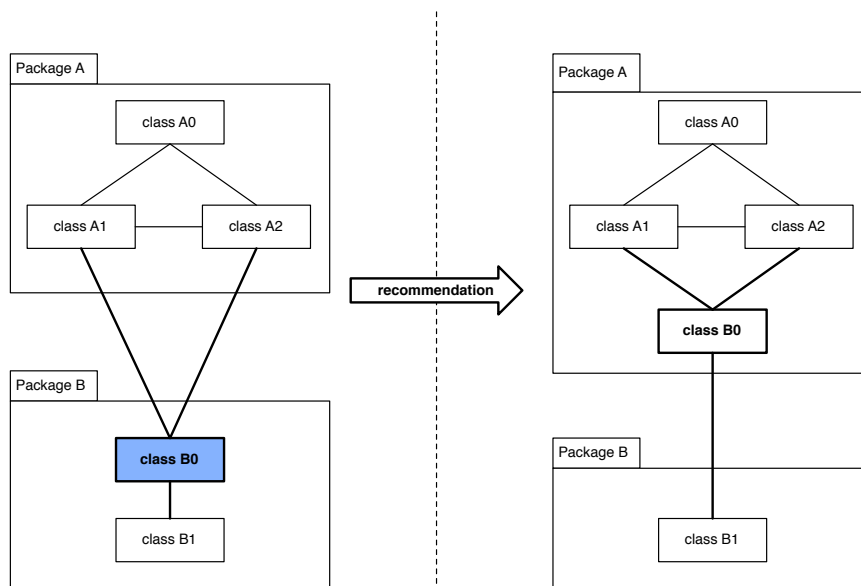 Package A
class A0
class A1
class A2
Package B
class B0
class B1
recommendation
Package A
class A0
class A1
class A2
class B0
Package B
class B1